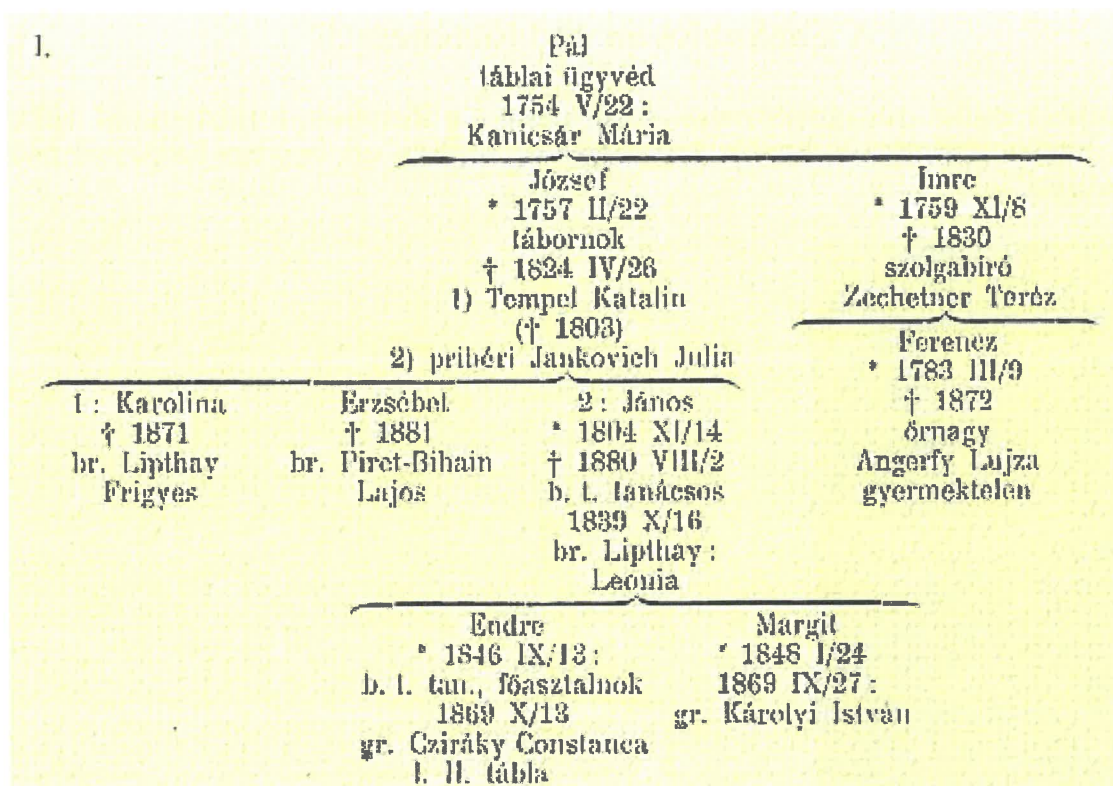 I.
Pál
táblai ügyvéd
1754 V/22 :
Kanicsár Mária
József
* 1757 II/22
tábornok
† 1824 IV/26
1) Tempel Katalin
(† 1803)
2) pribéri Jankovich Julia
Imre
* 1759 XI/8
† 1830
szolgabíró
Zechetner Teréz
Ferencz
* 1783 III/9
† 1872
őrnagy
Angerfy Lujza
gyermektelen
1 : Karolina
† 1871
br. Lipthay
Frigyes
Erzsébet
† 1881
br. Piret-Bihain
Lajos
2 : János
* 1804 XI/14
† 1880 VIII/2
b. t. tanácsos
1839 X/16
br. Lipthay :
Leonia
Endre
* 1846 IX/13 :
b. t. tan., főasztalnok
1869 X/13
gr. Cziráky Constanca
l. II. tábla
Margit
* 1848 I/24
1869 IX/27 :
gr. Károlyi István